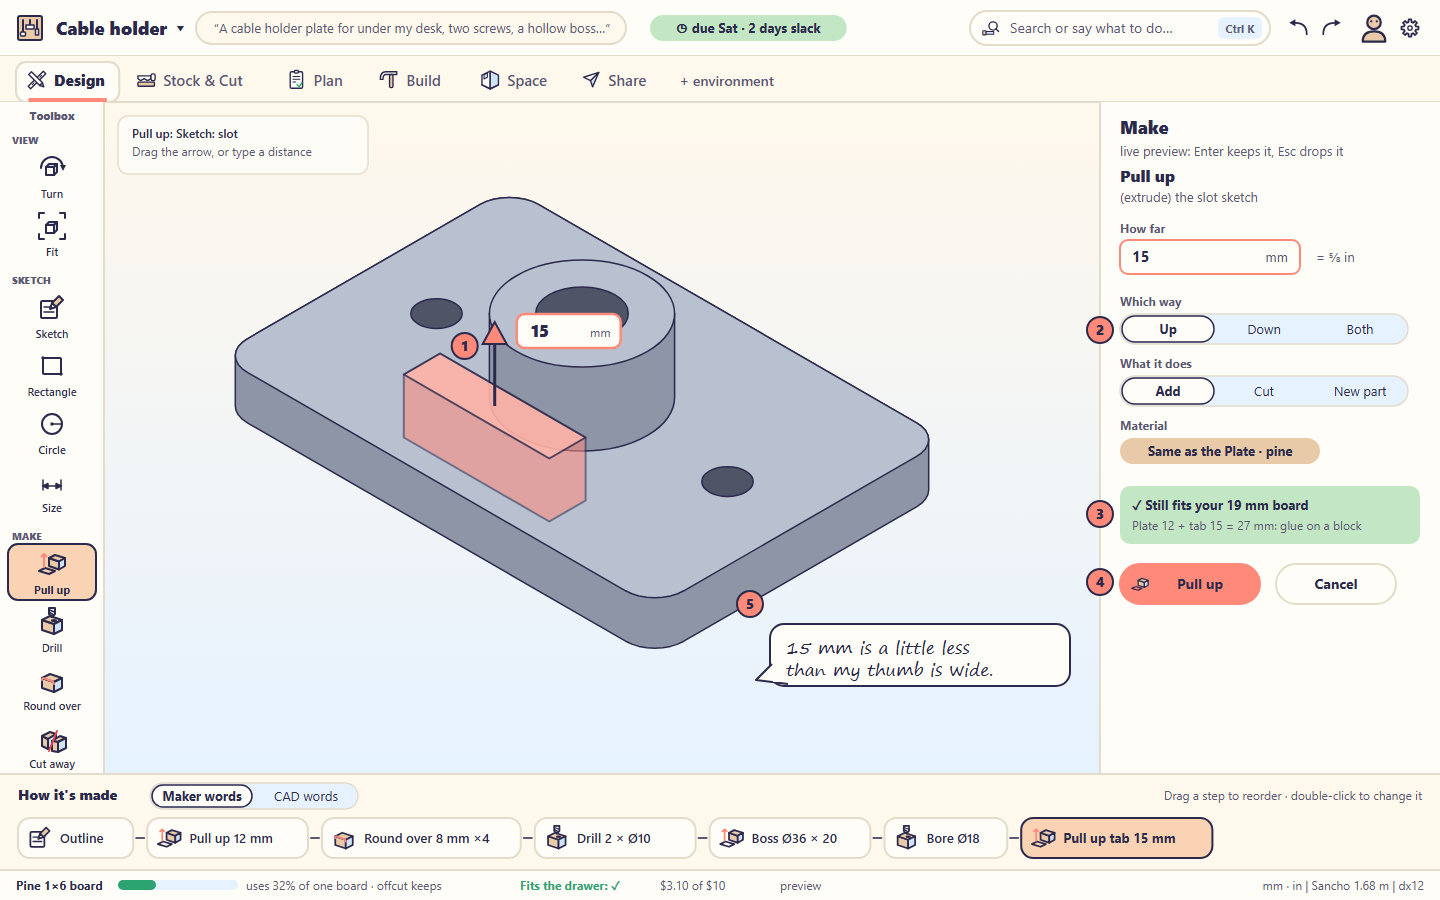 Cable holder
“A cable holder plate for under my desk, two screws, a hollow boss...”
due Sat · 2 days slack
Search or say what to do...
Ctrl K
Design
Stock & Cut
Plan
Build
Space
Share
+ environment
Toolbox
VIEW
Turn
Fit
SKETCH
Sketch
Rectangle
Circle
Size
MAKE
Pull up
Drill
Round over
Cut away
Pull up: Sketch: slot
Drag the arrow, or type a distance
1
15 mm
5
15 mm is a little less
than my thumb is wide.
Make
live preview: Enter keeps it, Esc drops it
Pull up
(extrude) the slot sketch
How far
15 mm
= ⅝ in
Which way
2
Up
Down
Both
What it does
Add
Cut
New part
Material
Same as the Plate · pine
3
✓ Still fits your 19 mm board
Plate 12 + tab 15 = 27 mm: glue on a block
4
Pull up
Cancel
How it's made
Maker words
CAD words
Drag a step to reorder · double-click to change it
Outline
Pull up 12 mm
Round over 8 mm ×4
Drill 2 × Ø10
Boss Ø36 × 20
Bore Ø18
Pull up tab 15 mm
Pine 1×6 board
uses 32% of one board · offcut keeps
Fits the drawer: ✓
$3.10 of $10
preview
mm · in | Sancho 1.68 m | dx12